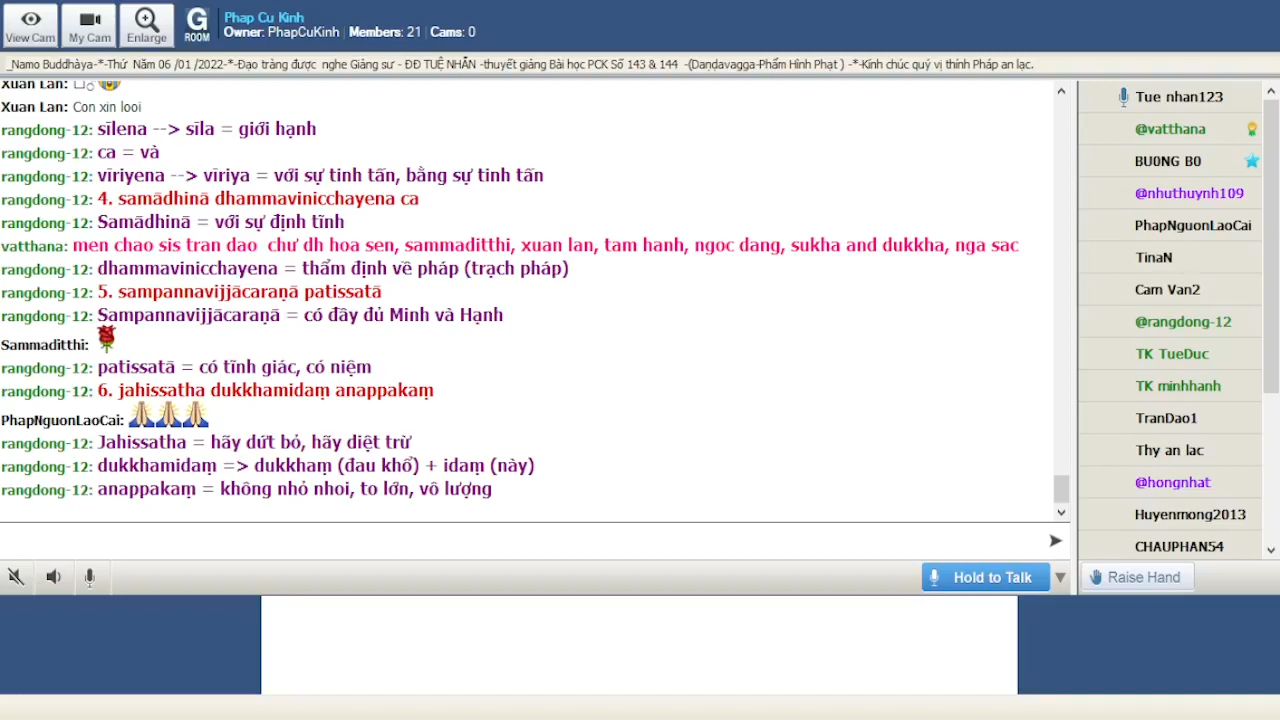 View Cam
My Cam
Enlarge
G
ROOM
Phap Cu Kinh
Owner: PhapCuKinh | Members: 21 | Cams: 0
_Namo Buddhàya-*-Thứ Năm 06 /01 /2022-*-Đạo tràng được nghe Giảng sư - ĐĐ TUỆ NHẪN -thuyết giảng Bài học PCK Số 143 & 144 -(Daṇḍavagga-Phẩm Hình Phạt ) -*-Kính chúc quý vị thính Pháp an lạc.
Xuan Lan:
Xuan Lan: Con xin looi
rangdong-12: sīlena --> sīla = giới hạnh
rangdong-12: ca = và
rangdong-12: vīriyena --> vīriya = với sự tinh tấn, bằng sự tinh tấn
rangdong-12: 4. samādhinā dhammavinicchayena ca
rangdong-12: Samādhinā = với sự định tĩnh
vatthana: men chao sis tran dao chư dh hoa sen, sammaditthi, xuan lan, tam hanh, ngoc dang, sukha and dukkha, nga sac
rangdong-12: dhammavinicchayena = thẩm định về pháp (trạch pháp)
rangdong-12: 5. sampannavijjācaraṇā patissatā
rangdong-12: Sampannavijjācaraṇā = có đầy đủ Minh và Hạnh
Sammaditthi:
rangdong-12: patissatā = có tĩnh giác, có niệm
rangdong-12: 6. jahissatha dukkhamidaṃ anappakaṃ
PhapNguonLaoCai:
rangdong-12: Jahissatha = hãy dứt bỏ, hãy diệt trừ
rangdong-12: dukkhamidaṃ => dukkhaṃ (đau khổ) + idaṃ (này)
rangdong-12: anappakaṃ = không nhỏ nhoi, to lớn, vô lượng
Hold to Talk
Tue nhan123
@vatthana
BU0NG B0
@nhuthuynh109
PhapNguonLaoCai
TinaN
Cam Van2
@rangdong-12
TK TueDuc
TK minhhanh
TranDao1
Thy an lac
@hongnhat
Huyenmong2013
CHAUPHAN54
Raise Hand